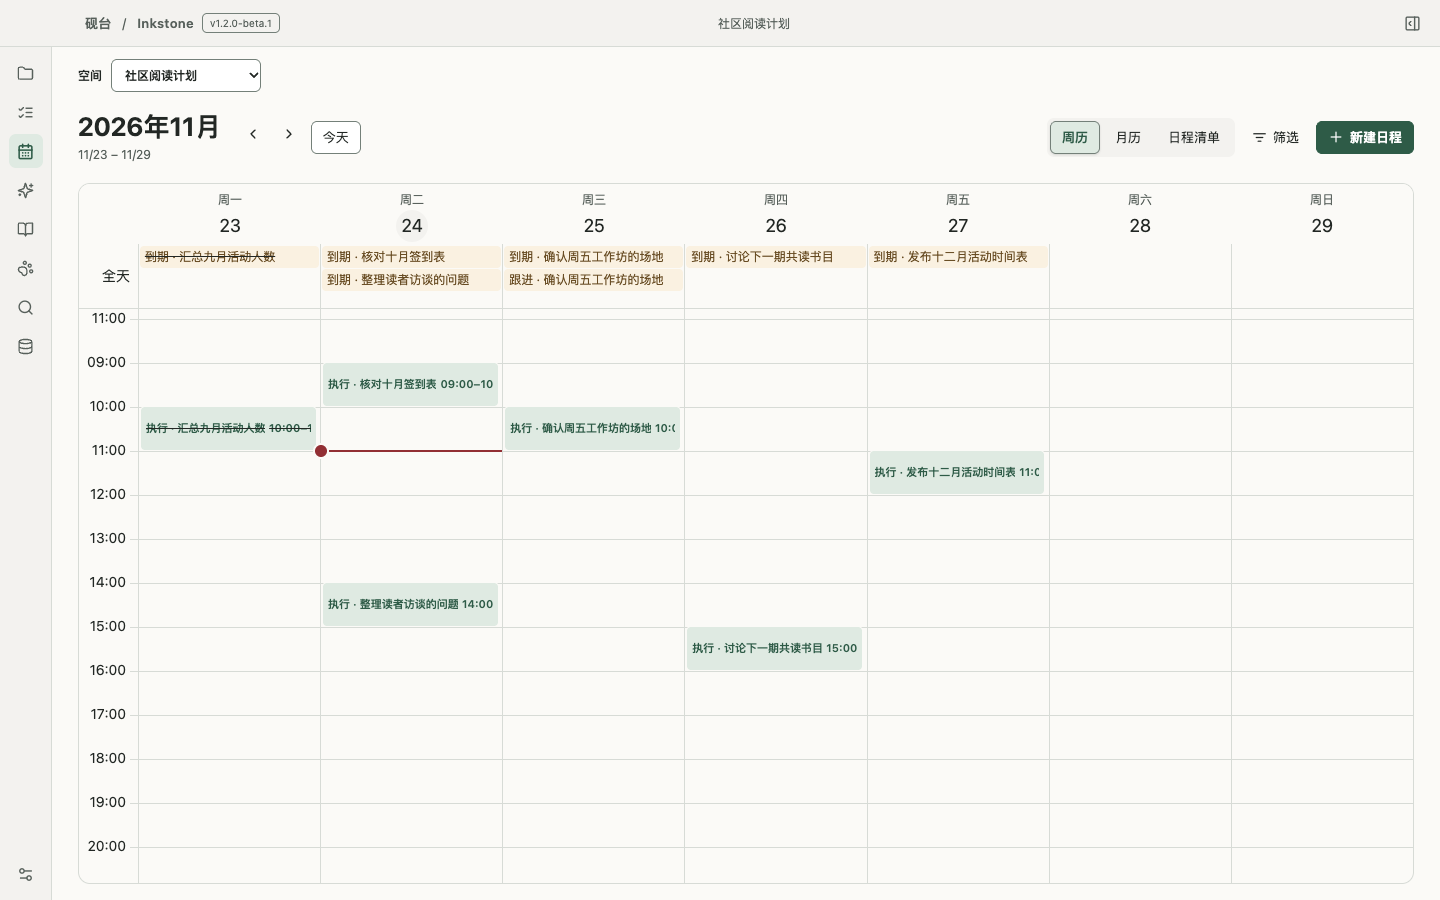 砚台 / Inkstone v1.2.0-beta.1
社区阅读计划
空间 社区阅读计划
2026年11月
11/23 – 11/29
今天
周历 月历 日程清单 筛选 新建日程
周一 周二 周三 周四 周五 周六 周日
23 24 25 26 27 28 29
全天
到期 · 汇总九月活动人数
到期 · 核对十月签到表
到期 · 整理读者访谈的问题
到期 · 确认周五工作坊的场地
跟进 · 确认周五工作坊的场地
到期 · 讨论下一期共读书目
到期 · 发布十二月活动时间表
11:00
09:00
执行 · 核对十月签到表 09:00–10
10:00
执行 · 汇总九月活动人数 10:00–1
执行 · 确认周五工作坊的场地 10:0
11:00
执行 · 发布十二月活动时间表 11:0
12:00
13:00
14:00
执行 · 整理读者访谈的问题 14:00
15:00
执行 · 讨论下一期共读书目 15:00
16:00
17:00
18:00
19:00
20:00